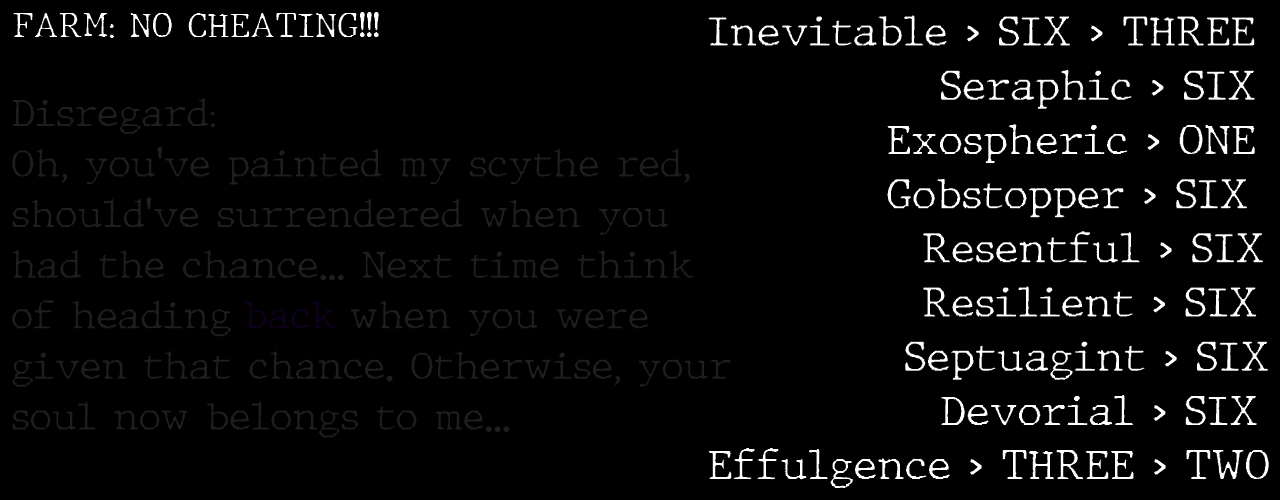 FARM: NO CHEATING!!!
Disregard:
Oh, you've painted my scythe red,
should've surrendered when you
had the chance... Next time think
of heading back when you were
given that chance. Otherwise, your
soul now belongs to me...
Inevitable > SIX > THREE
Seraphic > SIX
Exospheric > ONE
Gobstopper > SIX
Resentful > SIX
Resilient > SIX
Septuagint > SIX
Devorial > SIX
Effulgence > THREE > TWO